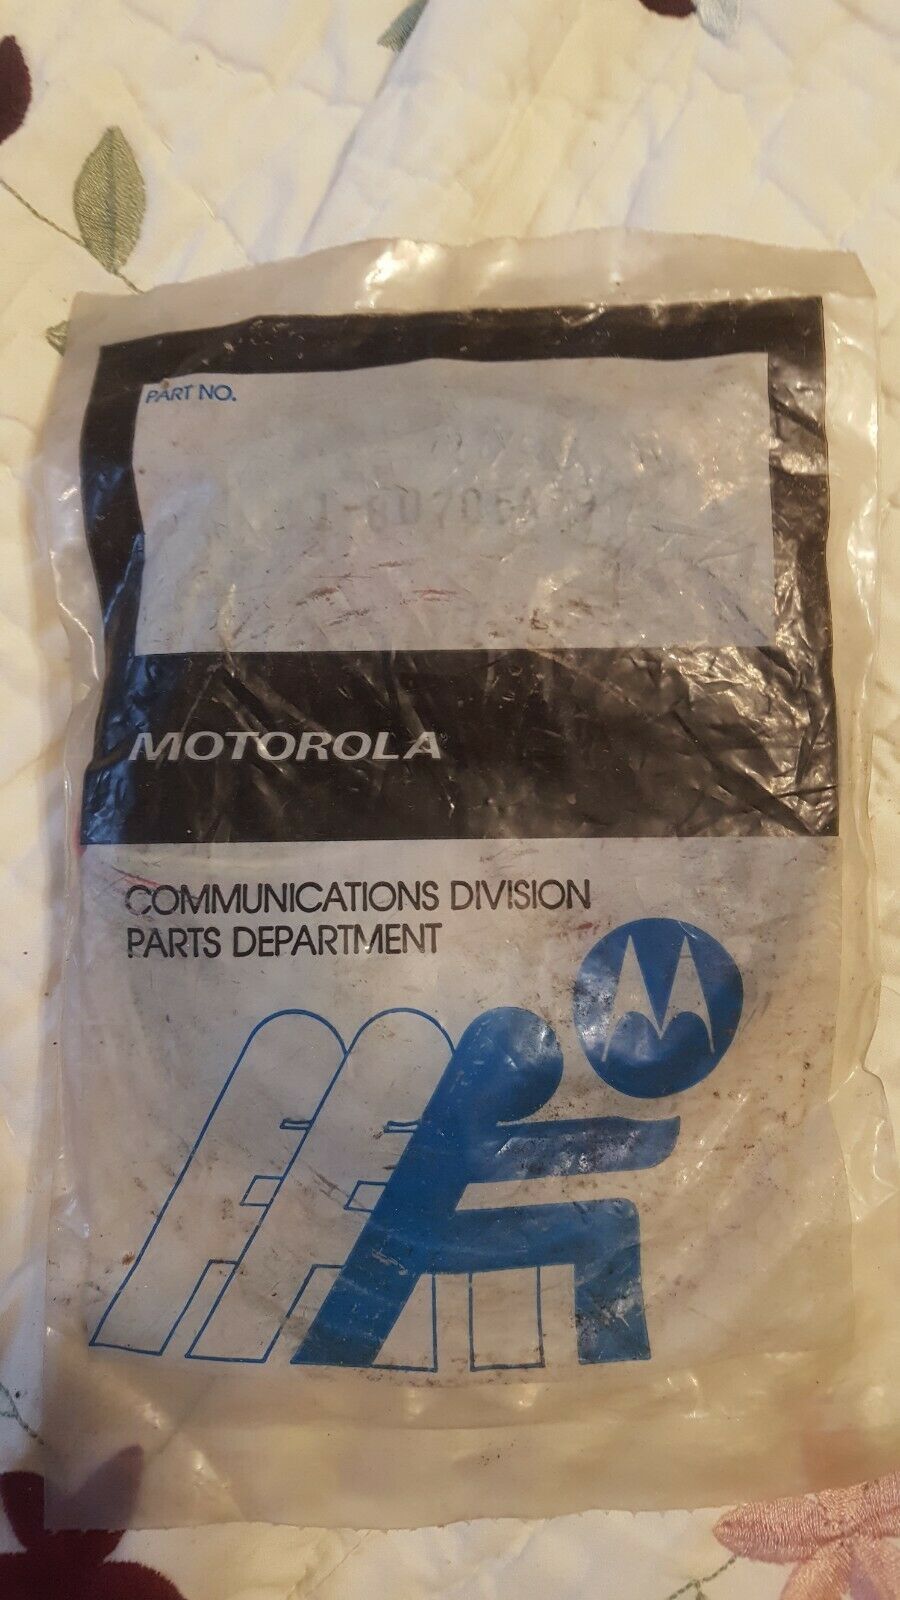 PART NO.
MOTOROLA
COMMUNICATIONS DIVISION
PARTS DEPARTMENT